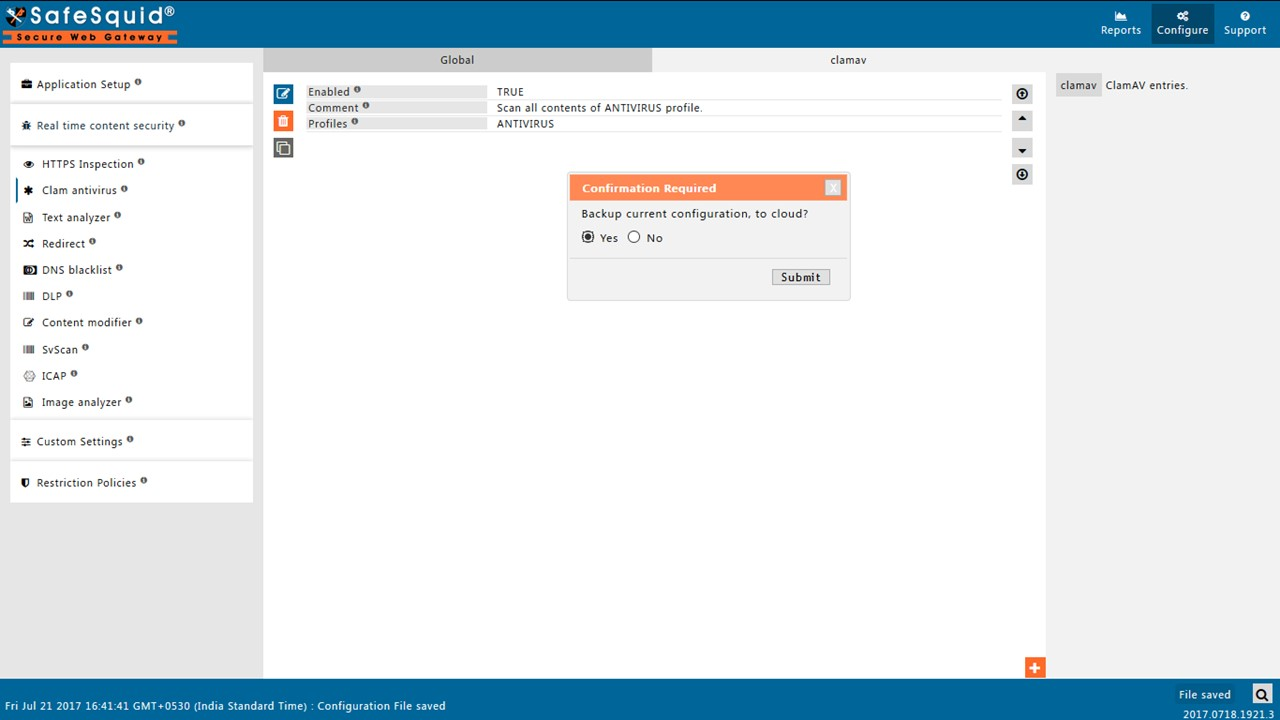 SafeSquid®
Secure Web Gateway
Reports
Configure
Support
Application Setup
Real time content security
HTTPS Inspection
Clam antivirus
Text analyzer
Redirect
DNS blacklist
DLP
Content modifier
SvScan
ICAP
Image analyzer
Custom Settings
Restriction Policies
Global
clamav
Enabled TRUE
Comment Scan all contents of ANTIVIRUS profile.
Profiles ANTIVIRUS
Confirmation Required X
Backup current configuration, to cloud?
Yes No
Submit
clamav ClamAV entries.
File saved
Fri Jul 21 2017 16:41:41 GMT+0530 (India Standard Time) : Configuration File saved
2017.0718.1921.3